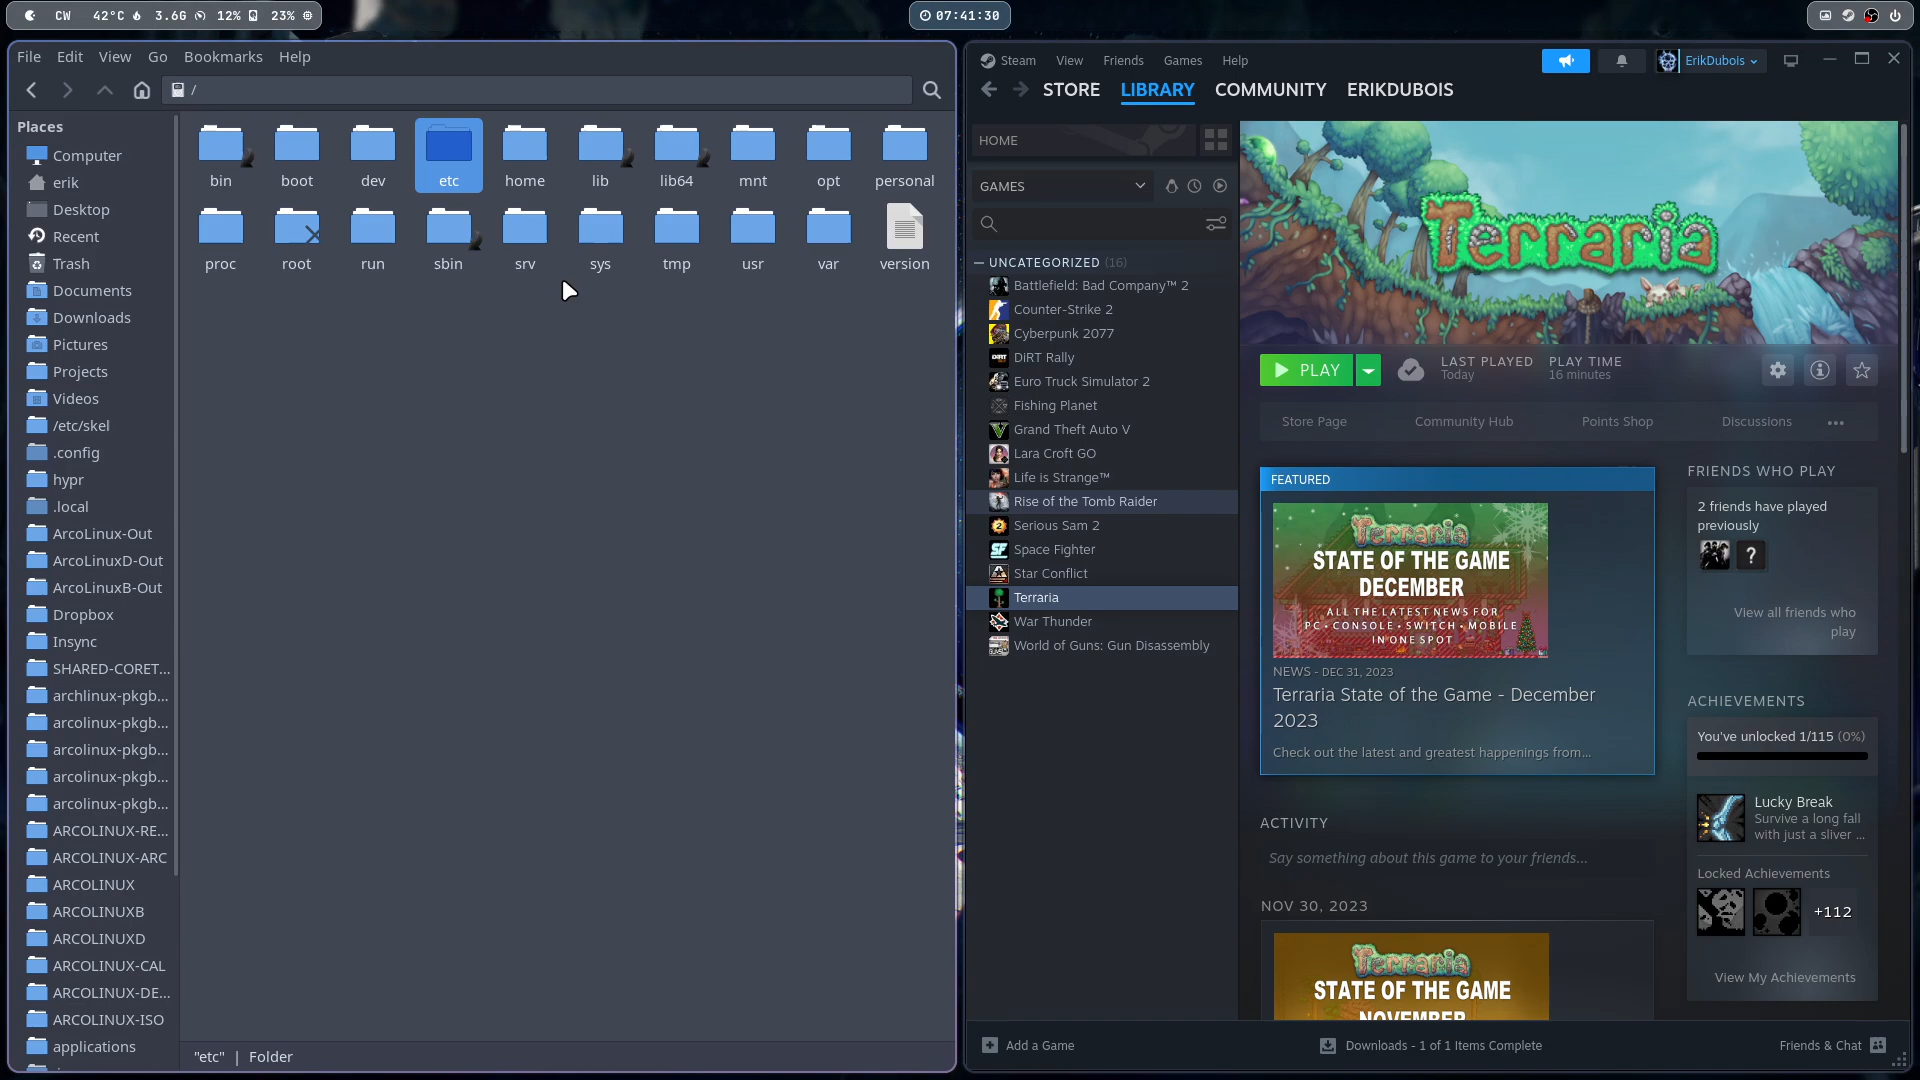 CW 42°C 3.6G 12% 23%
07:41:30
File Edit View Go Bookmarks Help
/
Places
Computer
erik
Desktop
Recent
Trash
Documents
Downloads
Pictures
Projects
Videos
/etc/skel
.config
hypr
.local
ArcoLinux-Out
ArcoLinuxD-Out
ArcoLinuxB-Out
Dropbox
Insync
SHARED-CORET...
archlinux-pkgb...
arcolinux-pkgb...
arcolinux-pkgb...
arcolinux-pkgb...
arcolinux-pkgb...
ARCOLINUX-RE...
ARCOLINUX-ARC
ARCOLINUX
ARCOLINUXB
ARCOLINUXD
ARCOLINUX-CAL
ARCOLINUX-DE...
ARCOLINUX-ISO
applications
bin boot dev etc home lib lib64 mnt opt personal
proc root run sbin srv sys tmp usr var version
"etc" | Folder
Steam View Friends Games Help
ErikDubois
STORE LIBRARY COMMUNITY ERIKDUBOIS
HOME
GAMES
— UNCATEGORIZED (16)
Battlefield: Bad Company™ 2
Counter-Strike 2
Cyberpunk 2077
DiRT Rally
Euro Truck Simulator 2
Fishing Planet
Grand Theft Auto V
Lara Croft GO
Life is Strange™
Rise of the Tomb Raider
Serious Sam 2
Space Fighter
Star Conflict
Terraria
War Thunder
World of Guns: Gun Disassembly
Terraria
PLAY
LAST PLAYED
Today
PLAY TIME
16 minutes
Store Page Community Hub Points Shop Discussions •••
FEATURED
Terraria
STATE OF THE GAME
DECEMBER
ALL THE LATEST NEWS FOR
PC • CONSOLE • SWITCH • MOBILE
IN ONE SPOT
NEWS - DEC 31, 2023
Terraria State of the Game - December
2023
Check out the latest and greatest happenings from...
ACTIVITY
Say something about this game to your friends...
NOV 30, 2023
Terraria
STATE OF THE GAME
NOVEMBER
FRIENDS WHO PLAY
2 friends have played
previously
?
View all friends who
play
ACHIEVEMENTS
You've unlocked 1/115 (0%)
Lucky Break
Survive a long fall
with just a sliver ...
Locked Achievements
+112
View My Achievements
Add a Game
Downloads - 1 of 1 Items Complete
Friends & Chat